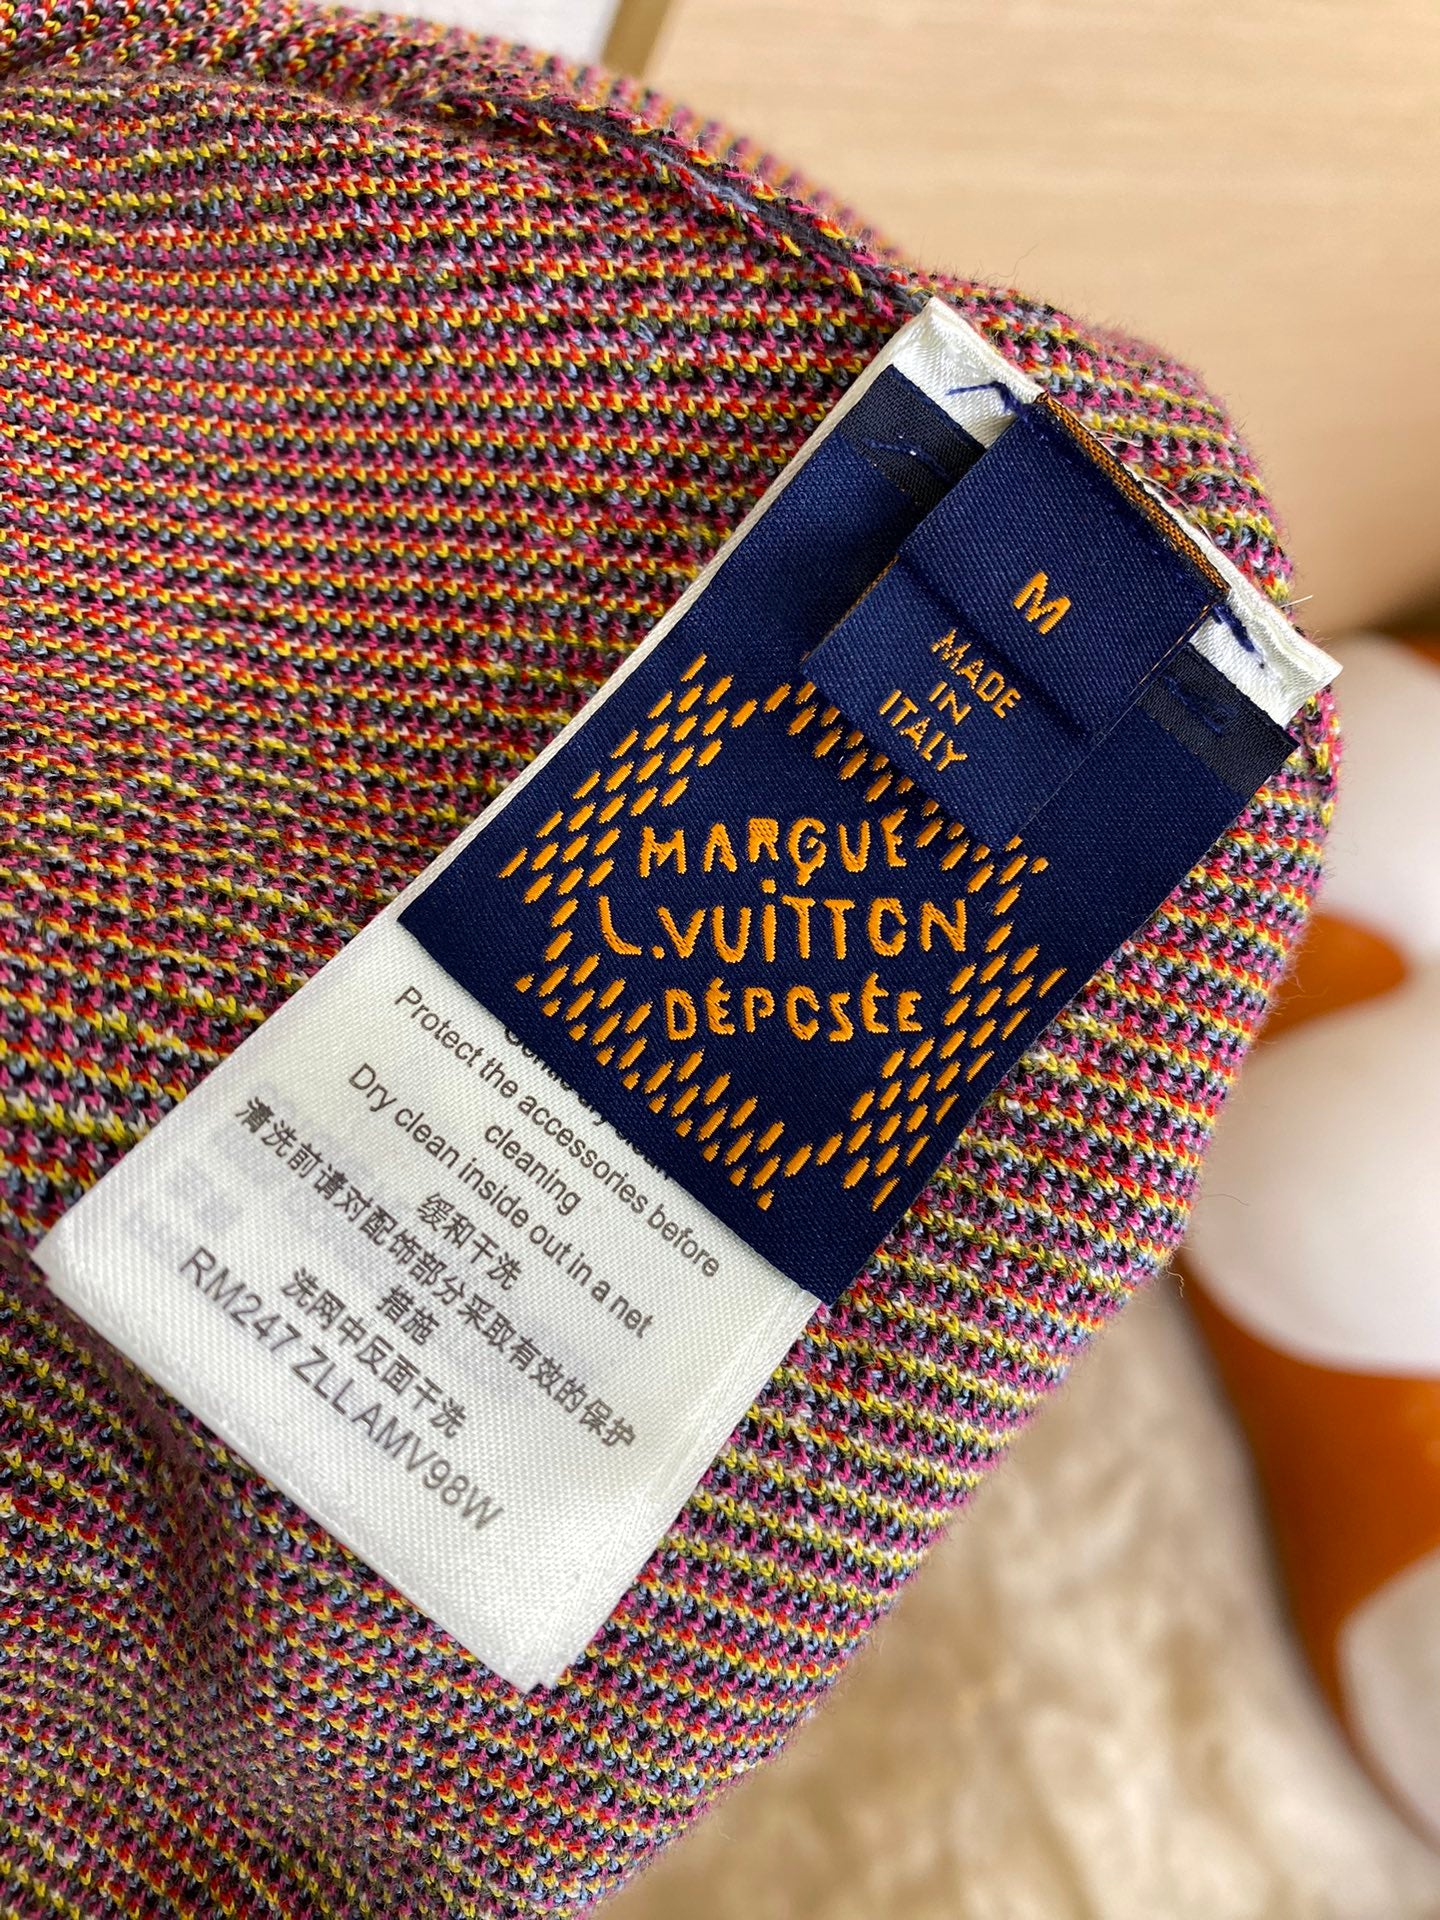 M
MADE
IN
ITALY
MARQUE
L.VUITTON
DÉPOSÉE
Protect the accessories before
cleaning
Dry clean inside out in a net
缓和干洗
清洗前请对配饰部分采取有效的保护
措施
洗网中反面干洗
RM247 ZLL AMV98W